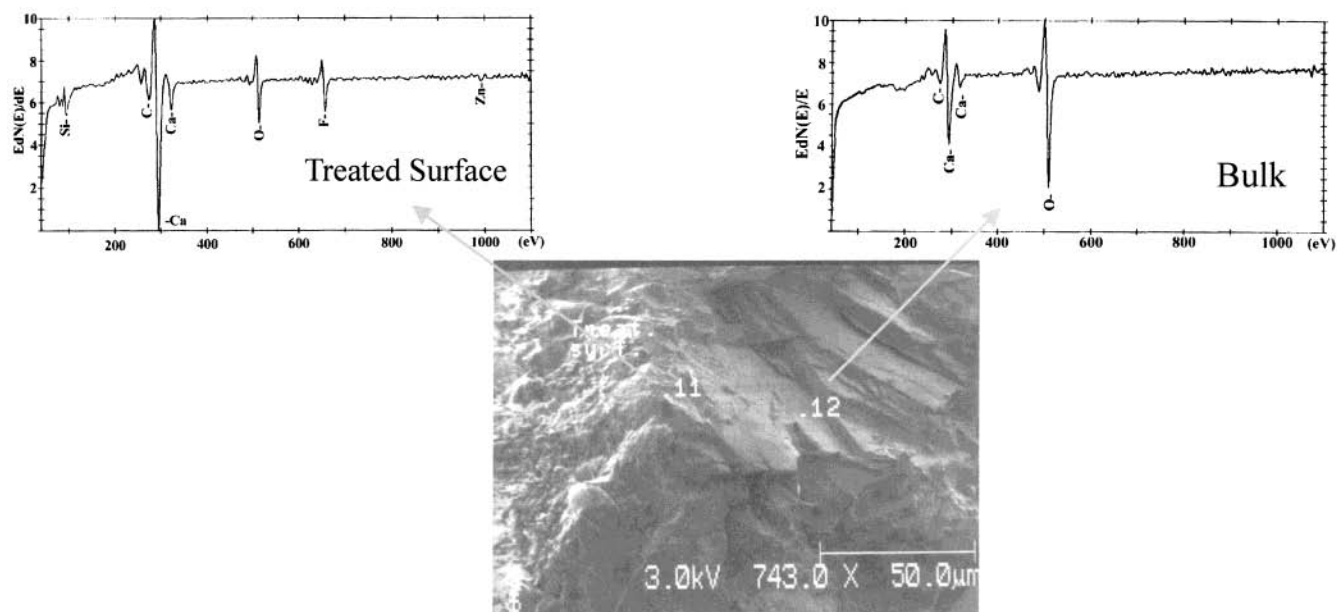 10
8
6
4
2
EdN(E)/dE
Si-
C-
-Ca
Ca-
O-
F-
Zn-
Treated Surface
200
400
600
800
1000
(eV)
10
8
6
4
2
EdN(E)/E
C-
Ca-
Ca-
O-
Bulk
200
400
600
800
1000
(eV)
11
.12
3.0kV 743.0 X 50.0µm